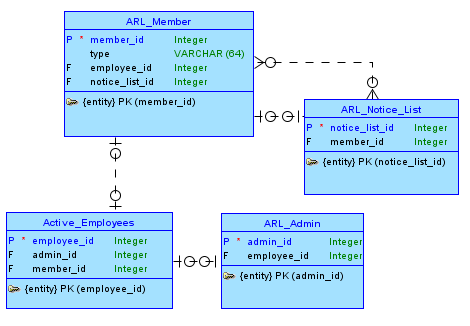 ARL_Member
P * member_id Integer
type VARCHAR (64)
F employee_id Integer
F notice_list_id Integer
{entity} PK (member_id)
ARL_Notice_List
P * notice_list_id Integer
F member_id Integer
{entity} PK (notice_list_id)
Active_Employees
P * employee_id Integer
F admin_id Integer
F member_id Integer
{entity} PK (employee_id)
ARL_Admin
P * admin_id Integer
F employee_id Integer
{entity} PK (admin_id)